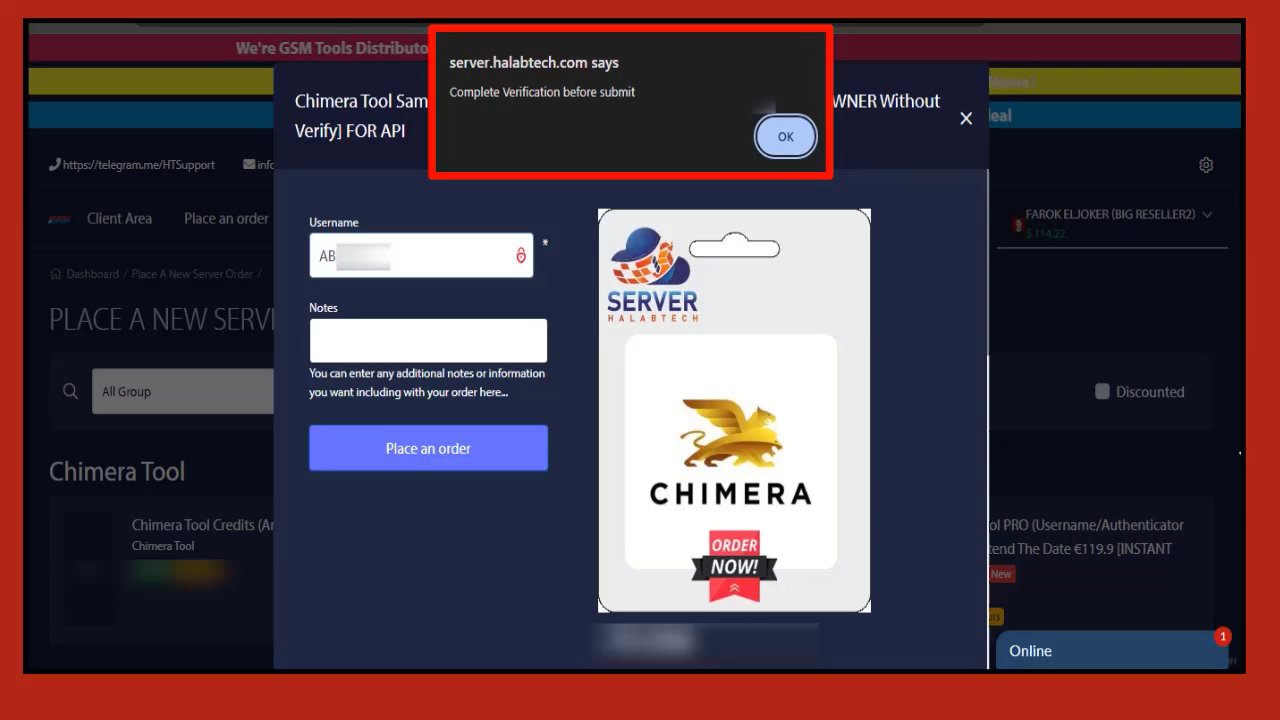 We're GSM Tools Distributo
server.halabtech.com says
Complete Verification before submit
OK
Chimera Tool Sam
WNER Without
Verify] FOR API
eal
https://telegram.me/HTSupport
info
Client Area
Place an order
FAROK ELJOKER (BIG RESELLER2)
$ 114.22
Dashboard / Place A New Server Order /
PLACE A NEW SERV
Username
*
AB
Notes
You can enter any additional notes or information
you want including with your order here...
Place an order
SERVER
HALABTECH
CHIMERA
ORDER
NOW!
All Group
Discounted
Chimera Tool
Chimera Tool Credits (A
Chimera Tool
ol PRO (Username/Authenticator
tend The Date €119.9 [INSTANT
New
Online
1